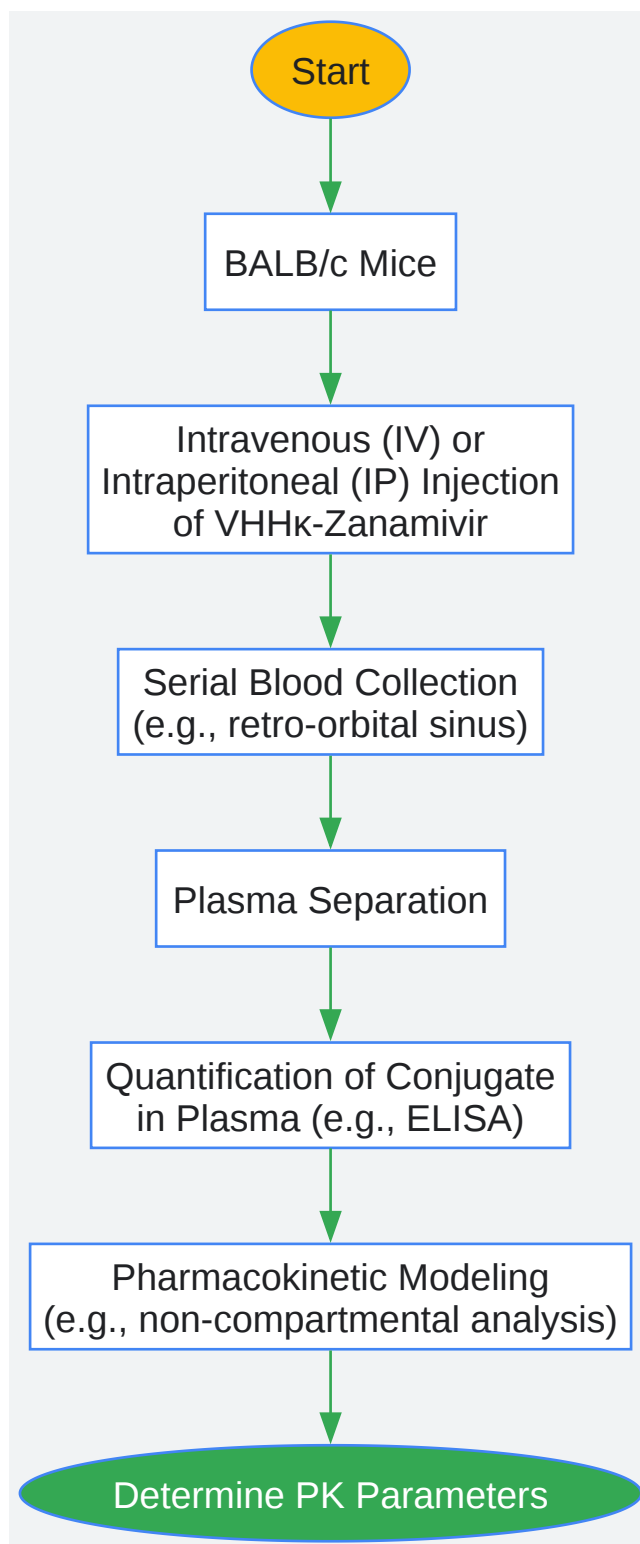 Start
BALB/c Mice
Intravenous (IV) or
Intraperitoneal (IP) Injection
of VHHκ-Zanamivir
Serial Blood Collection
(e.g., retro-orbital sinus)
Plasma Separation
Quantification of Conjugate
in Plasma (e.g., ELISA)
Pharmacokinetic Modeling
(e.g., non-compartmental analysis)
Determine PK Parameters